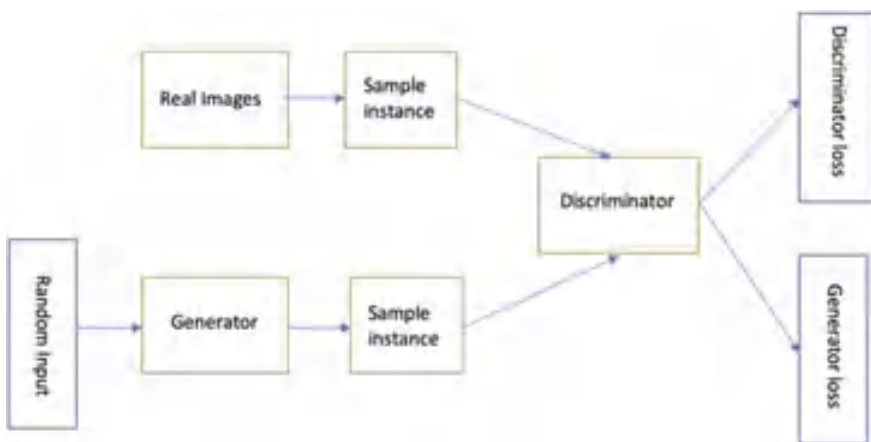 Real Images
Sample
instance
Discriminator loss
Discriminator
Random Input
Generator
Sample
instance
Generator loss